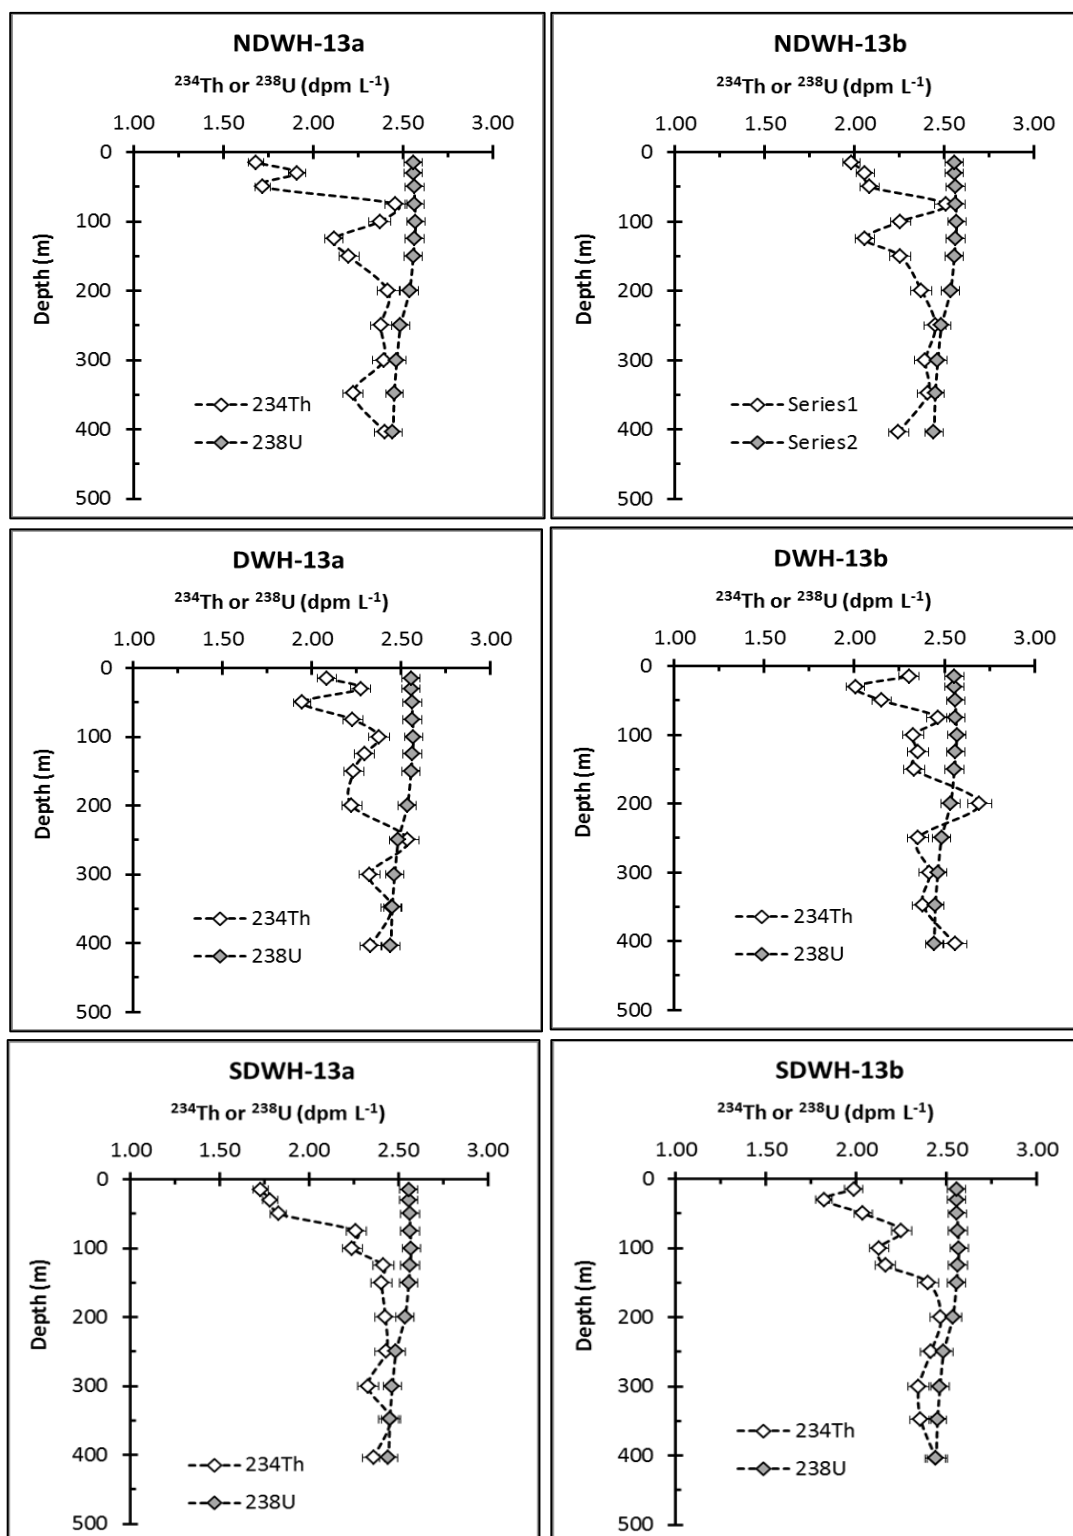 NDWH-13a
²³⁴Th or ²³⁸U (dpm L⁻¹)
1.00 1.50 2.00 2.50 3.00
0
100
200
300
400
500
Depth (m)
234Th
238U
NDWH-13b
²³⁴Th or ²³⁸U (dpm L⁻¹)
1.00 1.50 2.00 2.50 3.00
0
100
200
300
400
500
Depth (m)
Series1
Series2
DWH-13a
²³⁴Th or ²³⁸U (dpm L⁻¹)
1.00 1.50 2.00 2.50 3.00
0
100
200
300
400
500
Depth (m)
234Th
238U
DWH-13b
²³⁴Th or ²³⁸U (dpm L⁻¹)
1.00 1.50 2.00 2.50 3.00
0
100
200
300
400
500
Depth (m)
234Th
238U
SDWH-13a
²³⁴Th or ²³⁸U (dpm L⁻¹)
1.00 1.50 2.00 2.50 3.00
0
100
200
300
400
500
Depth (m)
234Th
238U
SDWH-13b
²³⁴Th or ²³⁸U (dpm L⁻¹)
1.00 1.50 2.00 2.50 3.00
0
100
200
300
400
500
Depth (m)
234Th
238U